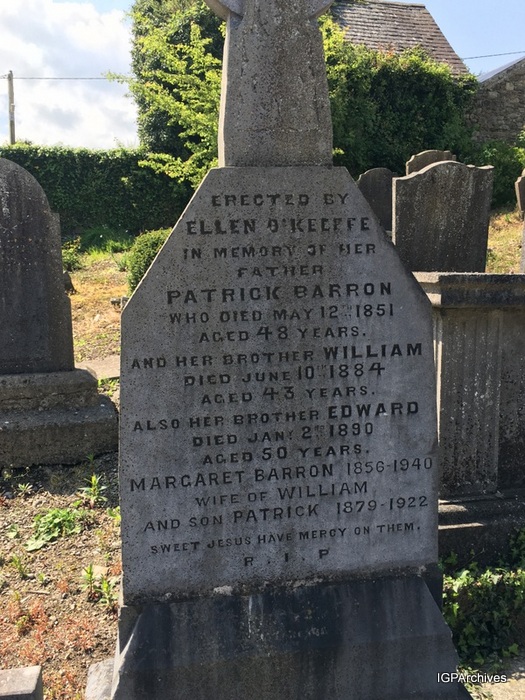 ERECTED BY
ELLEN O'KEEFFE
IN MEMORY OF HER
FATHER
PATRICK BARRON
WHO DIED MAY 12TH 1851
AGED 48 YEARS.
AND HER BROTHER WILLIAM
DIED JUNE 10TH 1884
AGED 43 YEARS.
ALSO HER BROTHER EDWARD
DIED JANY 2ND 1890
AGED 50 YEARS.
MARGARET BARRON 1856-1940
WIFE OF WILLIAM
AND SON PATRICK 1879-1922
SWEET JESUS HAVE MERCY ON THEM.
R. I. P
IGPArchives